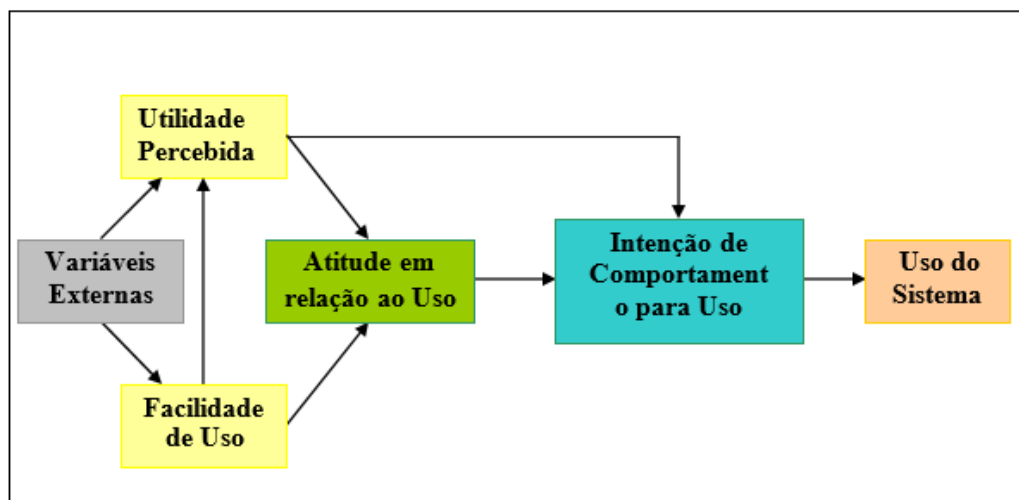 Utilidade
Percebida
Variáveis
Externas
Atitude em
relação ao Uso
Intenção de
Comportament
o para Uso
Uso do
Sistema
Facilidade
de Uso